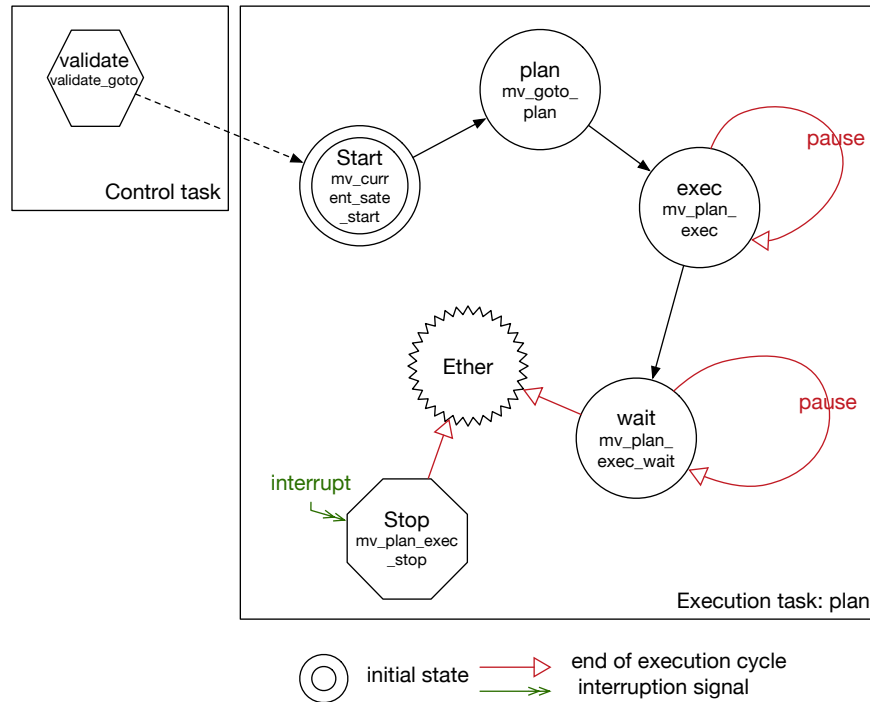 validate
validate_goto
Control task
plan
mv_goto_
plan
Start
mv_curr
ent_sate
_start
exec
mv_plan_
exec
pause
Ether
wait
mv_plan_
exec_wait
pause
interrupt
Stop
mv_plan_exec
_stop
Execution task: plan
initial state
end of execution cycle
interruption signal